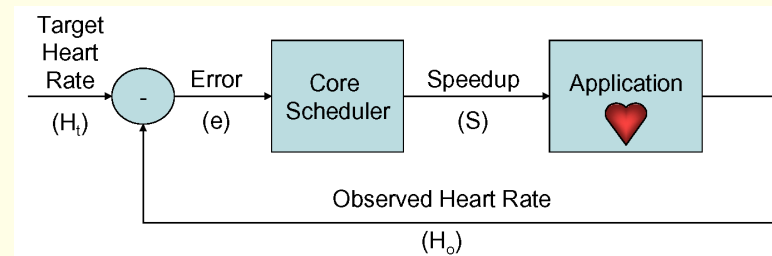 Target
Heart
Rate
(Hₜ)
-
Error
(e)
Core
Scheduler
Speedup
(S)
Application
Observed Heart Rate
(Hₒ)